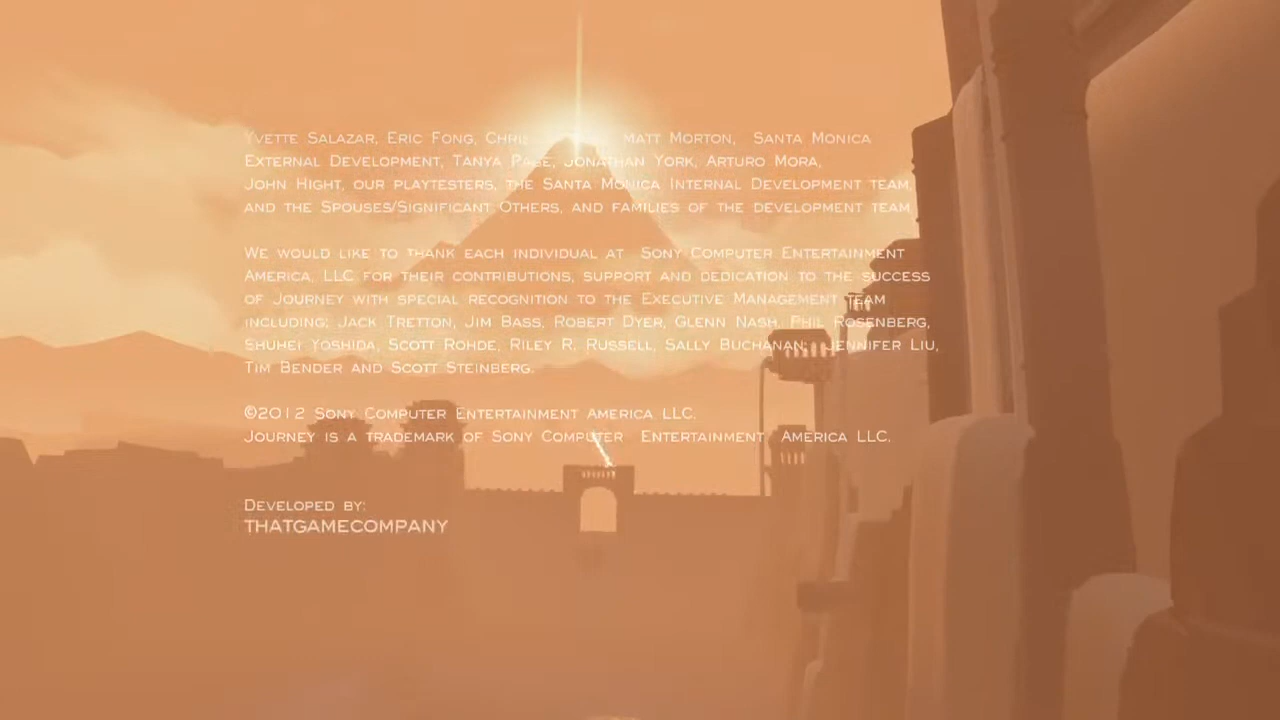 Yvette Salazar, Eric Fong, Matt Morton, Santa Monica
External Development, Tanya Page, Jonathan York, Arturo Mora,
John Hight, our playtesters, the Santa Monica Internal Development team,
and the Spouses/Significant Others, and families of the development team.
We would like to thank each individual at Sony Computer Entertainment
America, LLC for their contributions, support and dedication to the success
of Journey with special recognition to the Executive Management team
including: Jack Tretton, Jim Bass, Robert Dyer, Glenn Nash, Phil Rosenberg,
Shuhei Yoshida, Scott Rohde, Riley R. Russell, Sally Buchanan, Jennifer Liu,
Tim Bender and Scott Steinberg.
©2012 Sony Computer Entertainment America LLC.
Journey is a trademark of Sony Computer Entertainment America LLC.
Developed by:
THATGAMECOMPANY